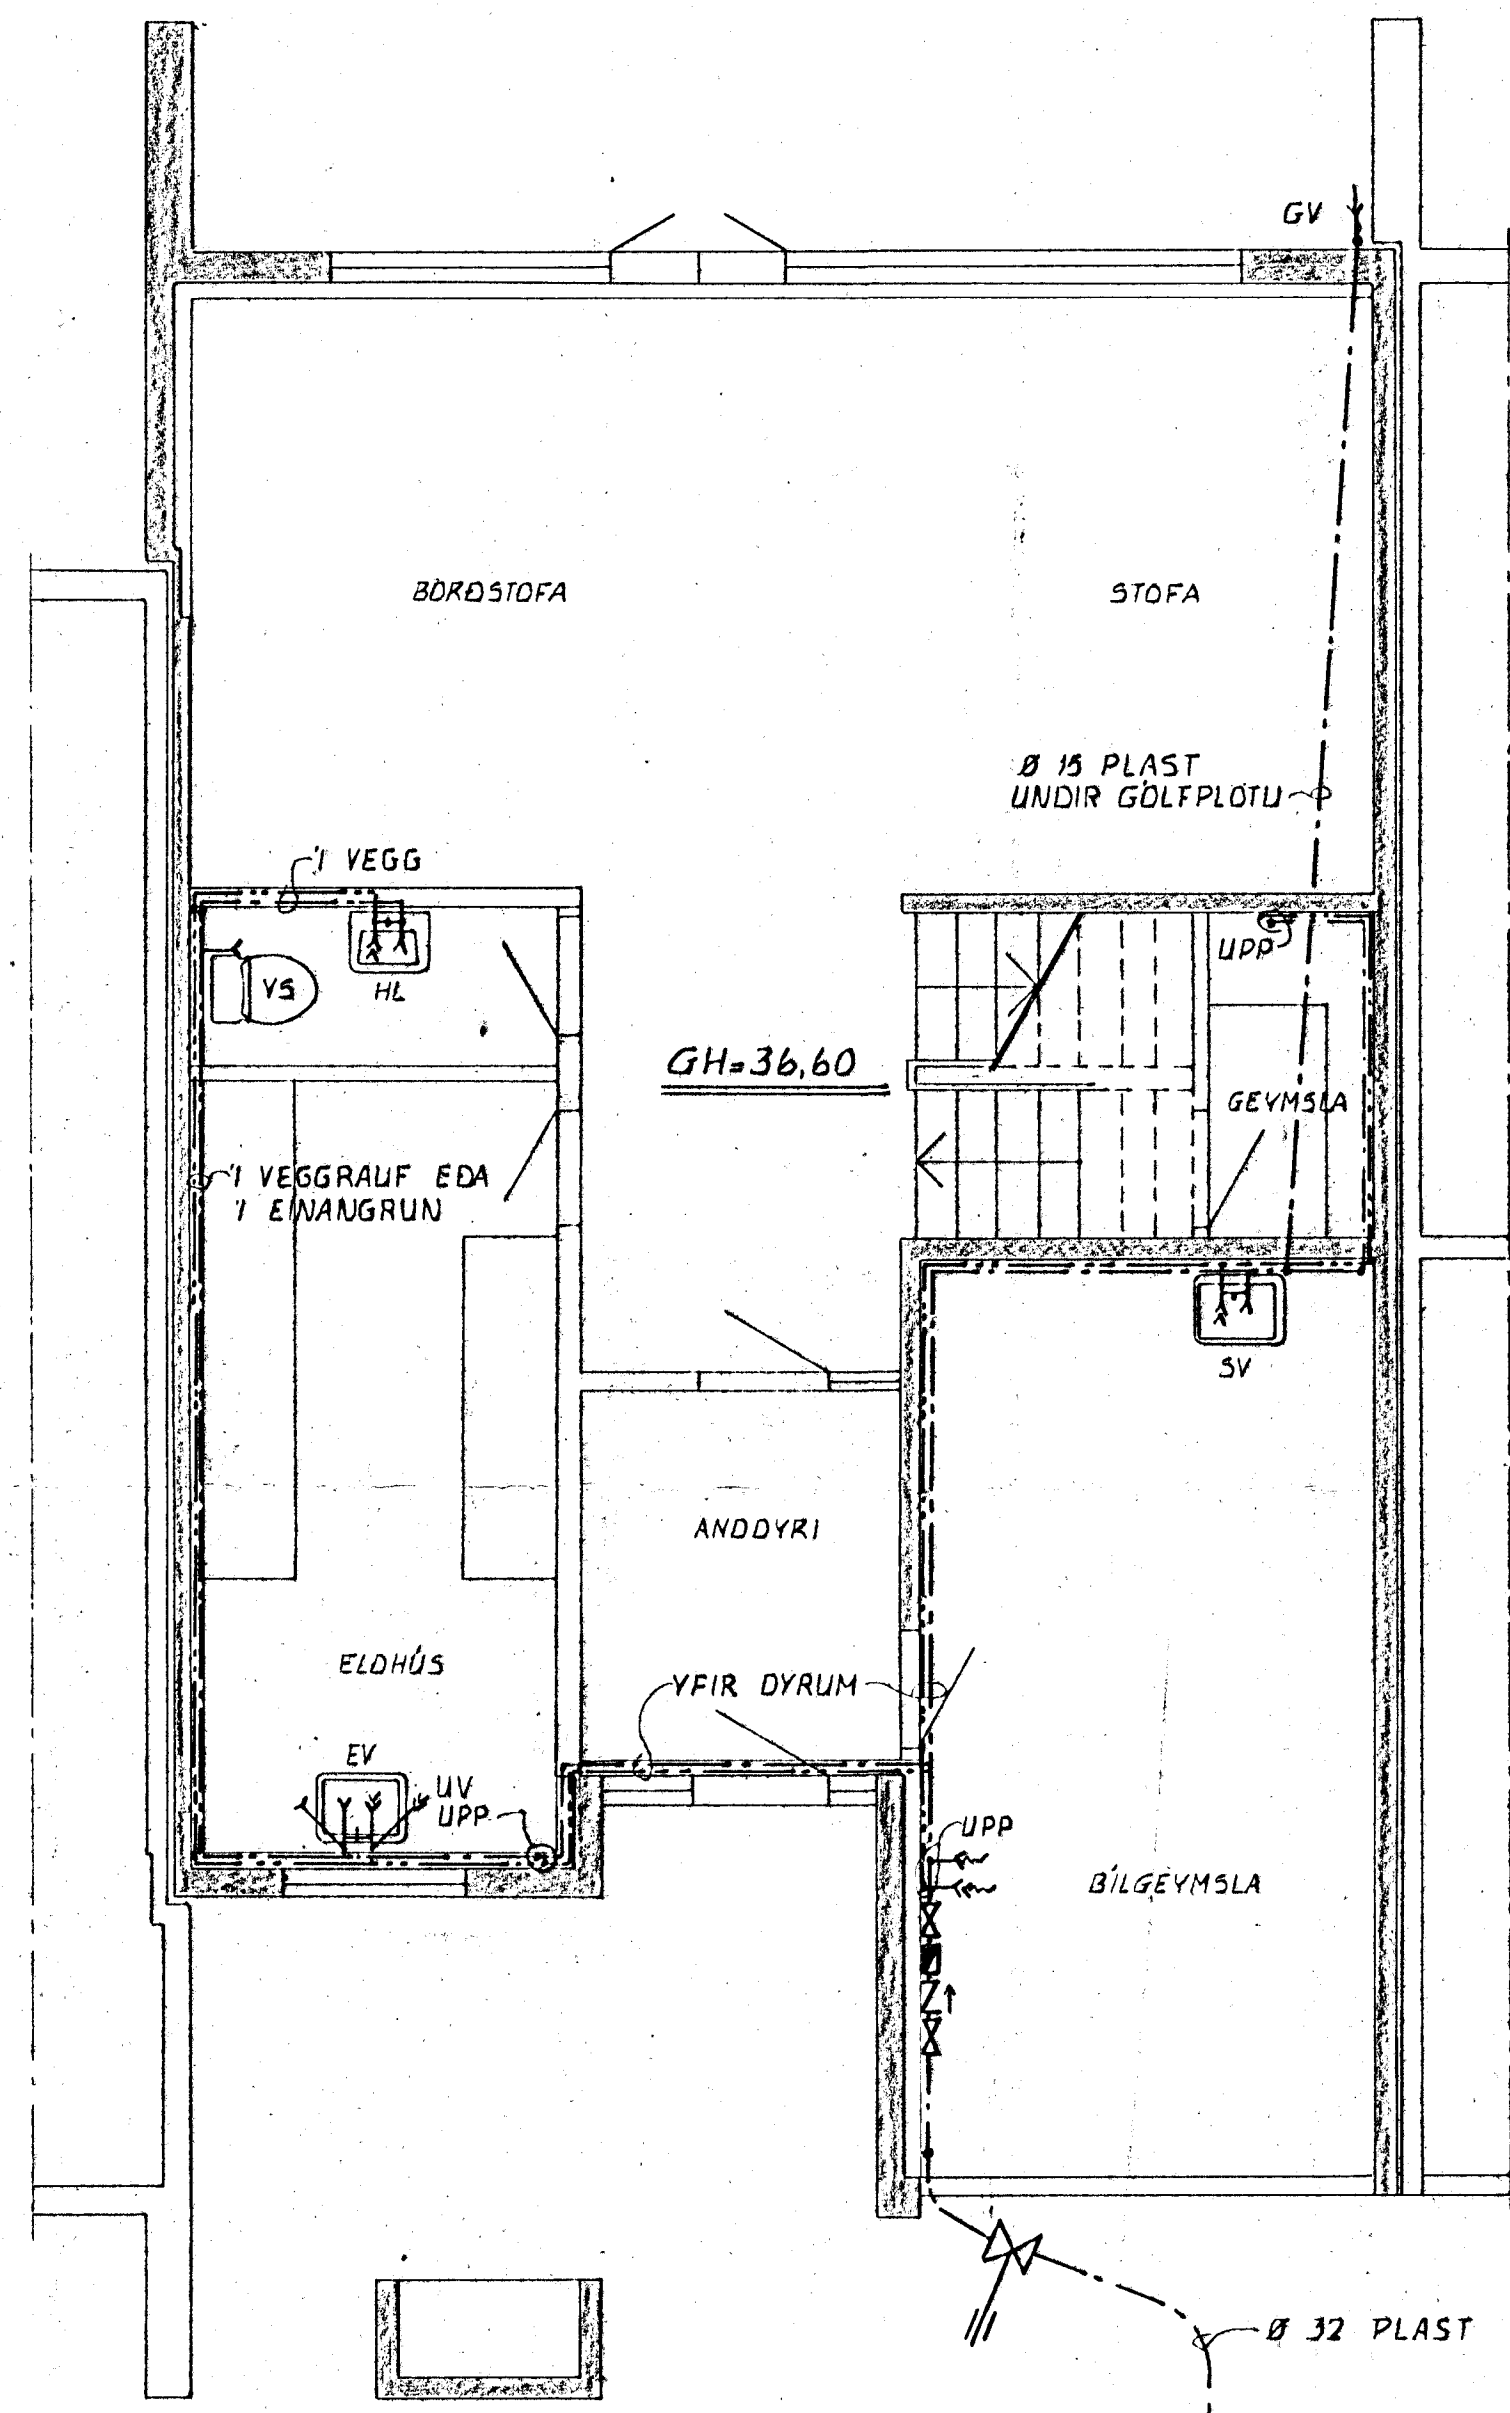 GV
BORÐSTOFA
STOFA
Ø 15 PLAST
UNDIR GÓLFPLÖTU
Í VEGG
UPP
VS
HL
GH=36,60
GEYMSLA
Í VEGGRAUF EÐA
Í EINANGRUN
SV
ANDDYRI
ELDHÚS
YFIR DYRUM
EV
UV
UPP
UPP
BÍLGEYMSLA
Ø 32 PLAST